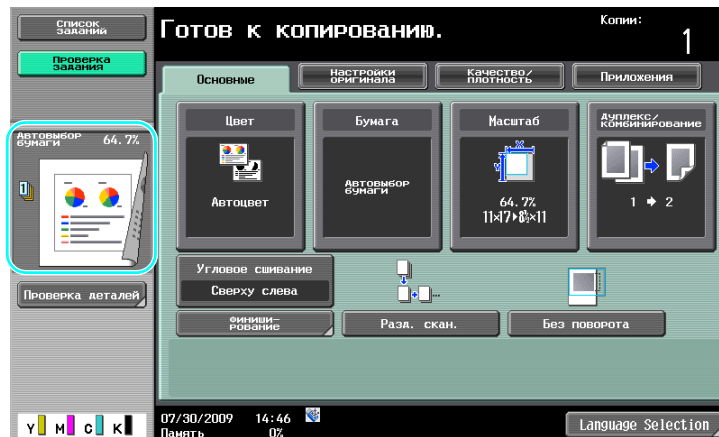 Список
заданий
Готов к копированию.
Копии:
1
Проверка
задания
Основные
Настройки
оригинала
Качество/
плотность
Приложения
Автовыбор
бумаги
64.7%
Цвет
Бумага
Масштаб
Дуплекс/
комбинирование
Автоцвет
Автовыбор
бумаги
64.7%
11×17▸8½×11
1 ➔ 2
Угловое сшивание
Сверху слева
Проверка деталей
Финиши-
рование
Разд. скан.
Без поворота
Y M C K
07/30/2009 14:46
Память 0%
Language Selection